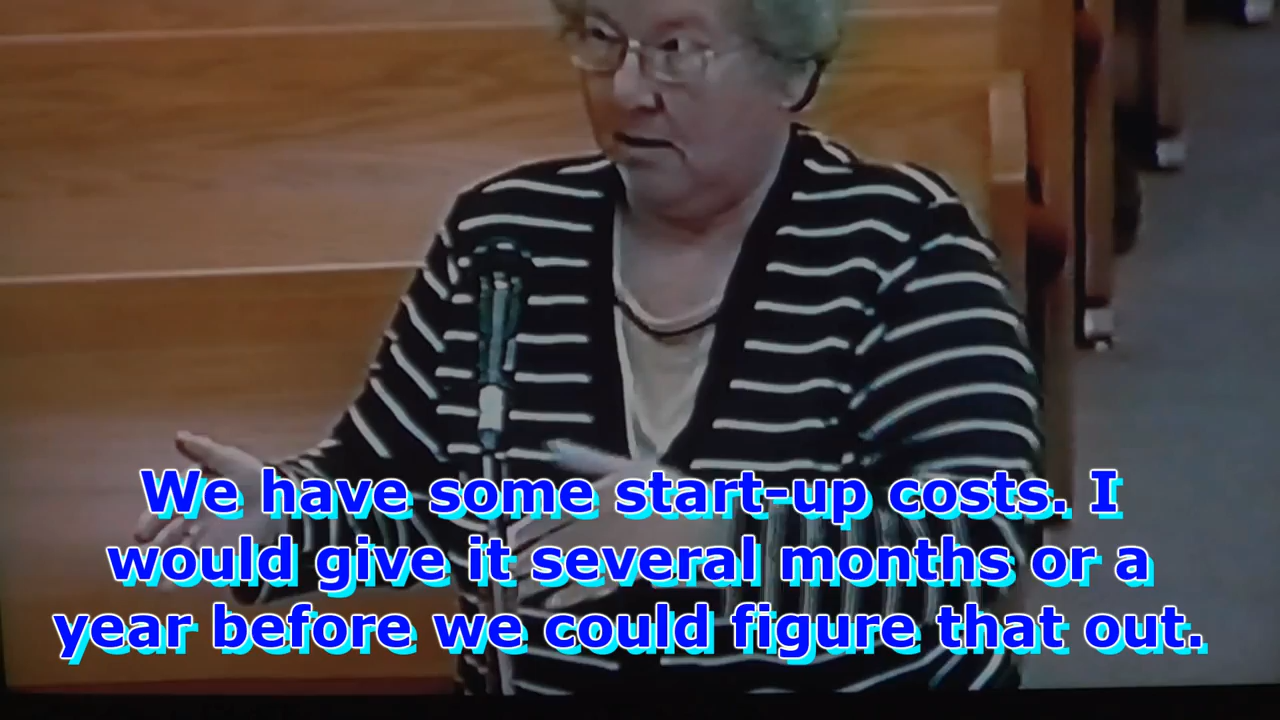 We have some start-up costs. I
would give it several months or a
year before we could figure that out.